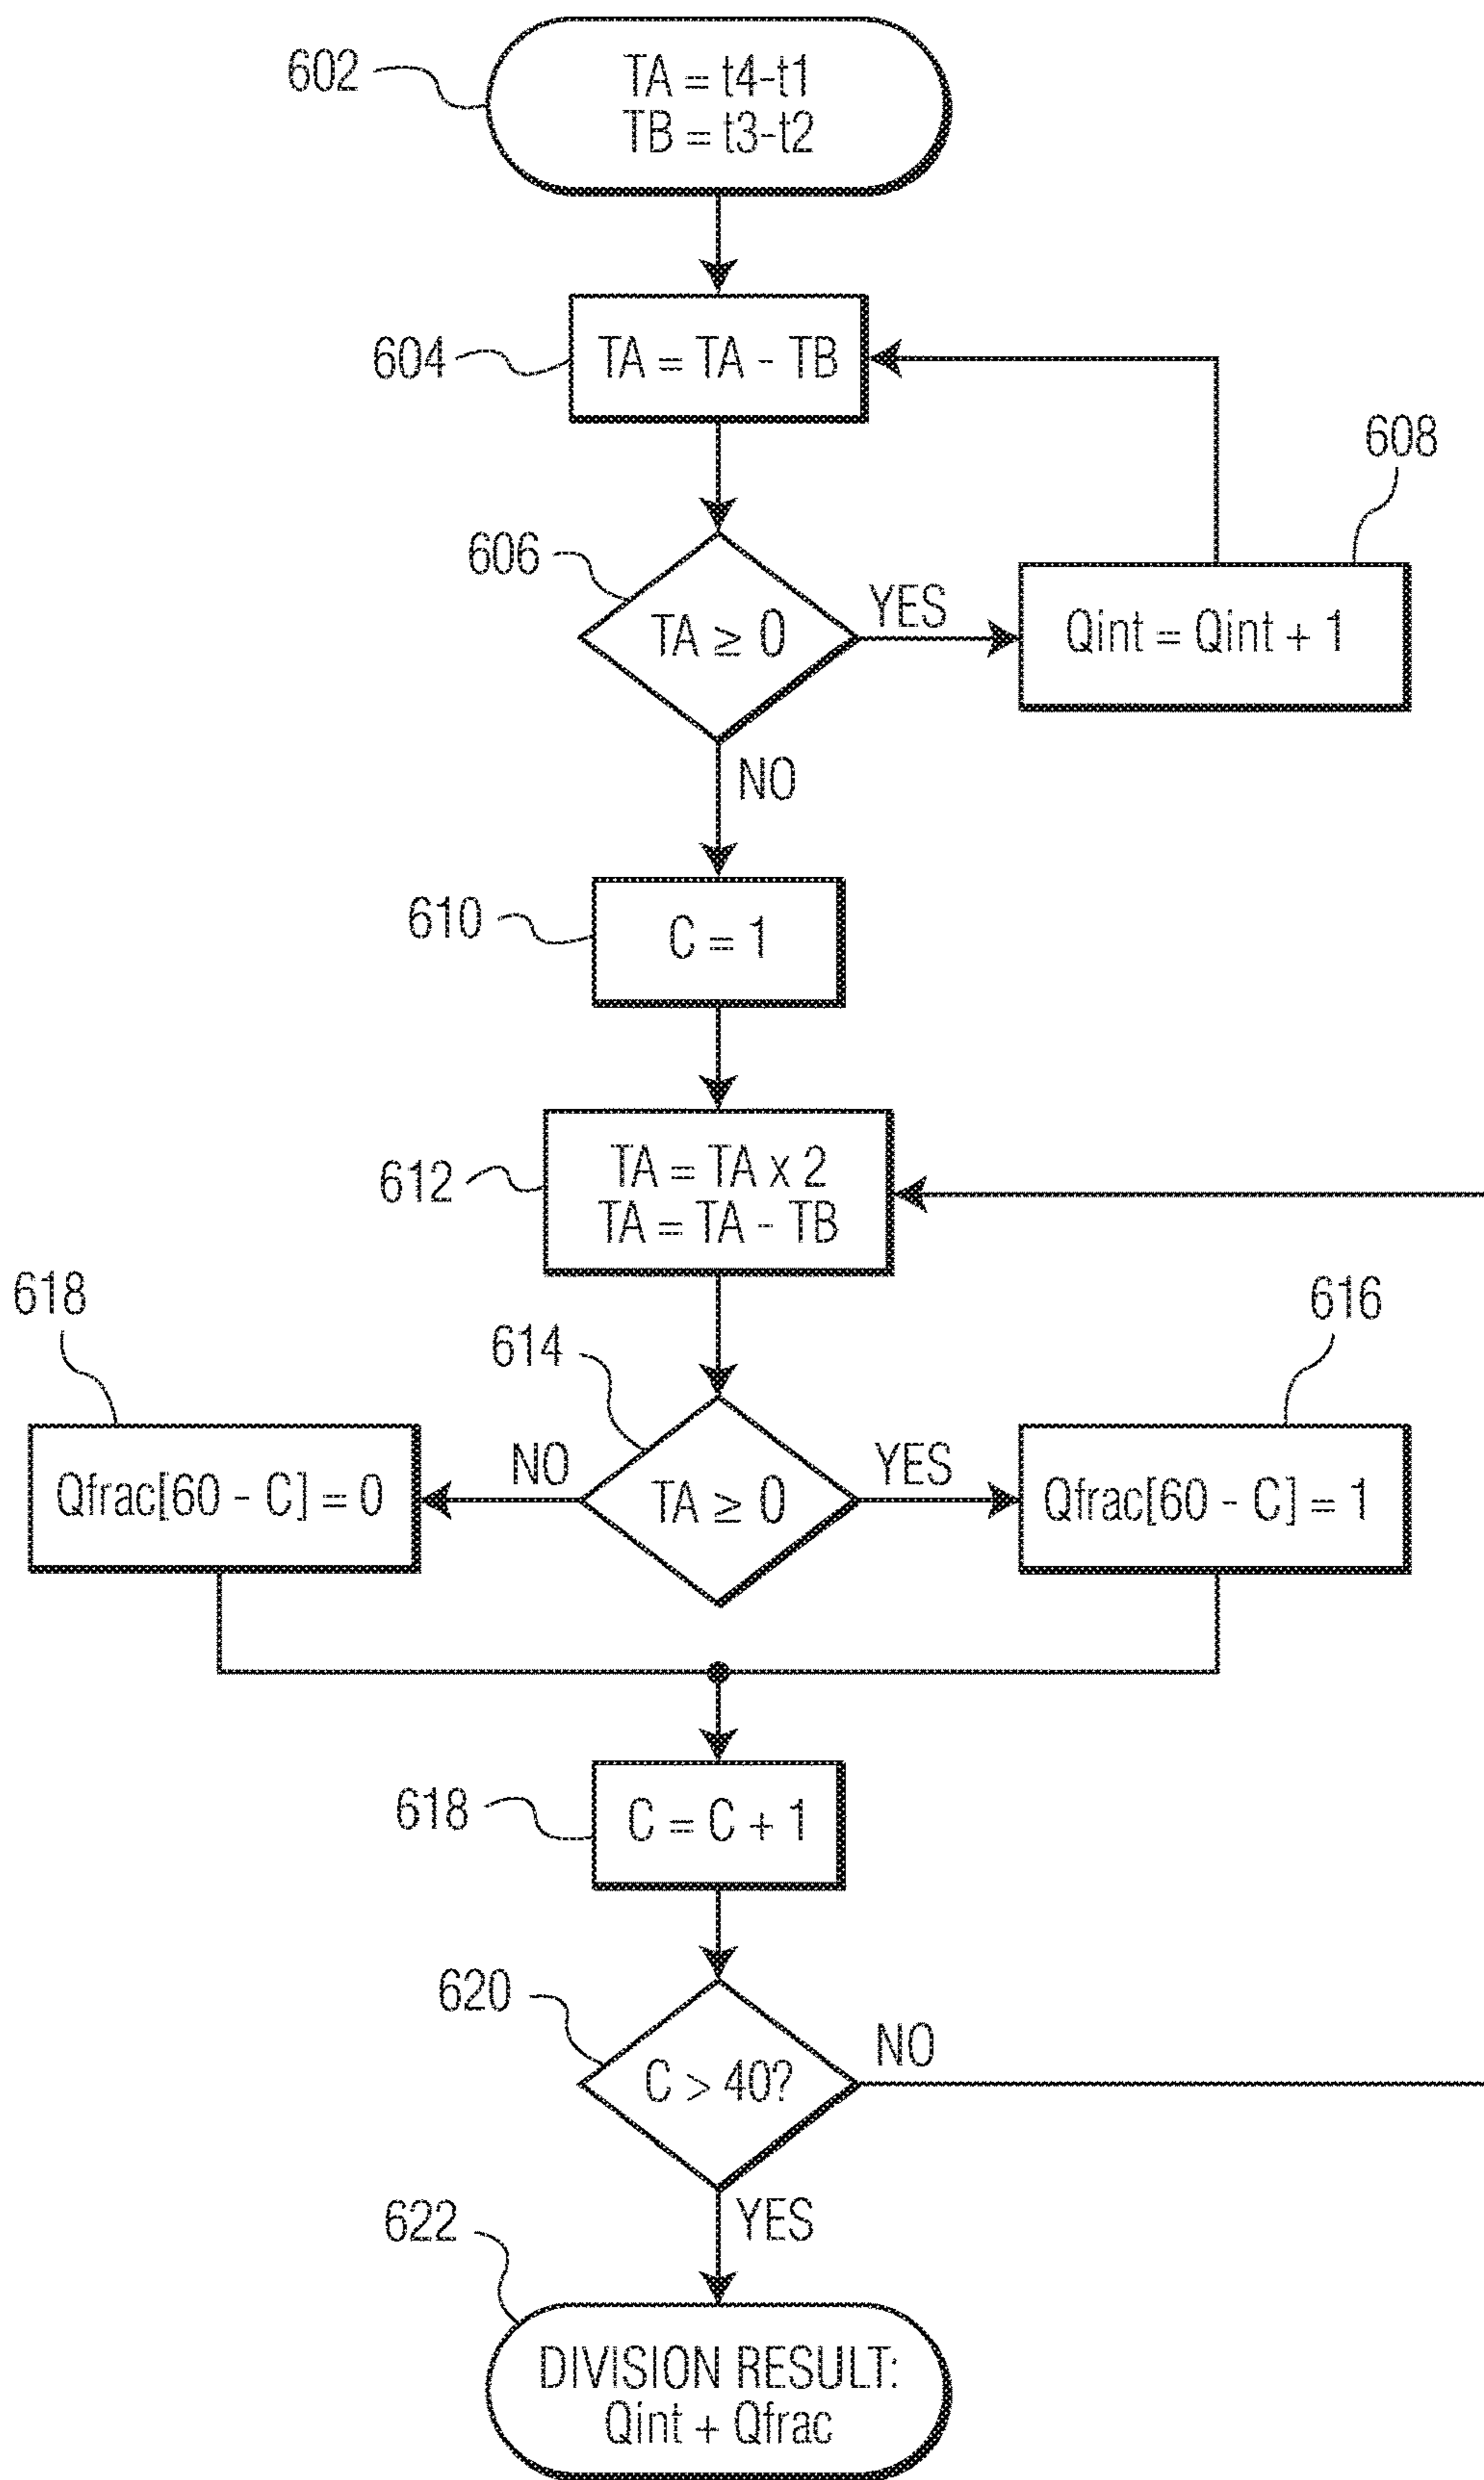 602
TA = t4-t1
TB = t3-t2
604
TA = TA - TB
608
606
TA ≥ 0
YES
Qint = Qint + 1
NO
610
C = 1
612
TA = TA x 2
TA = TA - TB
618
614
616
Qfrac[60 - C] = 0
NO
TA ≥ 0
YES
Qfrac[60 - C] = 1
618
C = C + 1
620
C > 40?
NO
YES
622
DIVISION RESULT:
Qint + Qfrac